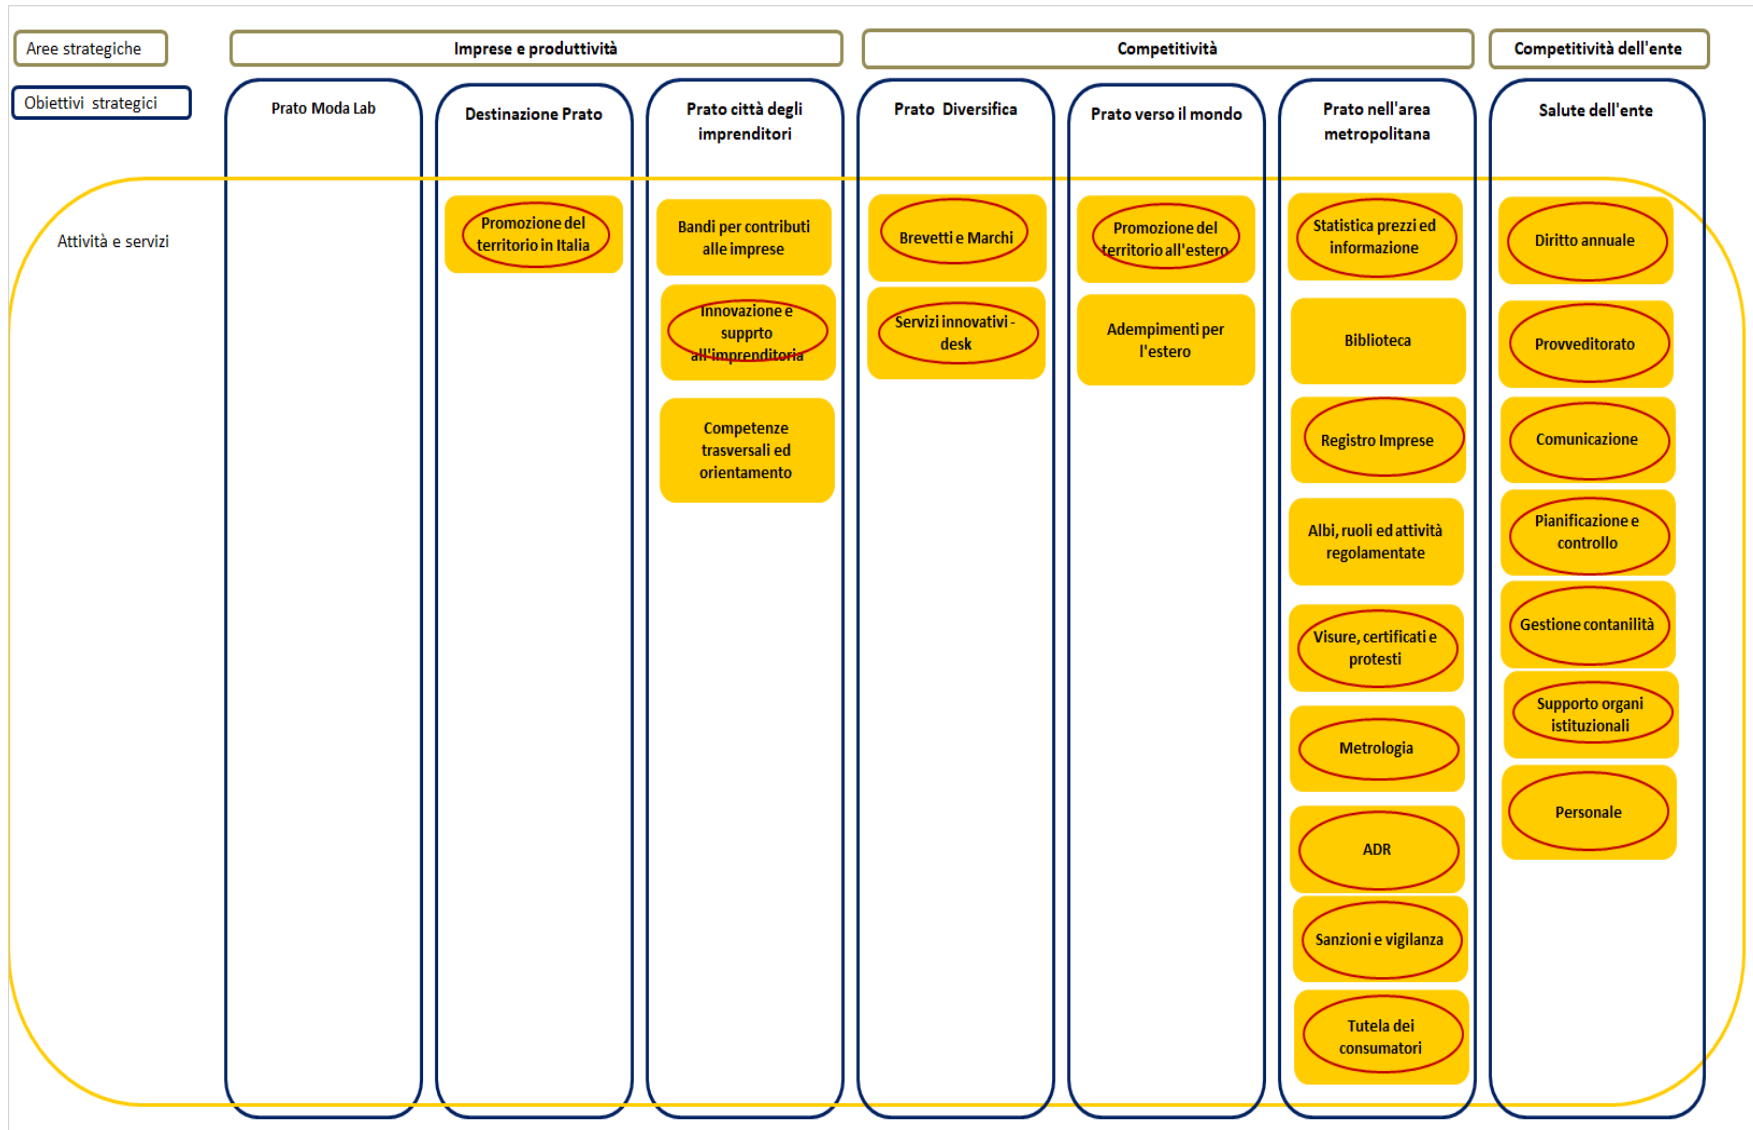 Aree strategiche
Imprese e produttività
Competitività
Competitività dell'ente
Obiettivi strategici
Prato Moda Lab
Destinazione Prato
Prato città degli
imprenditori
Prato Diversifica
Prato verso il mondo
Prato nell'area
metropolitana
Salute dell'ente
Attività e servizi
Promozione del
territorio in Italia
Bandi per contributi
alle imprese
Innovazione e
supprto
all'imprenditoria
Competenze
trasversali ed
orientamento
Brevetti e Marchi
Servizi innovativi -
desk
Promozione del
territorio all'estero
Adempimenti per
l'estero
Statistica prezzi ed
informazione
Biblioteca
Registro Imprese
Albi, ruoli ed attività
regolamentate
Visure, certificati e
protesti
Metrologia
ADR
Sanzioni e vigilanza
Tutela dei
consumatori
Diritto annuale
Provveditorato
Comunicazione
Pianificazione e
controllo
Gestione contanilità
Supporto organi
istituzionali
Personale